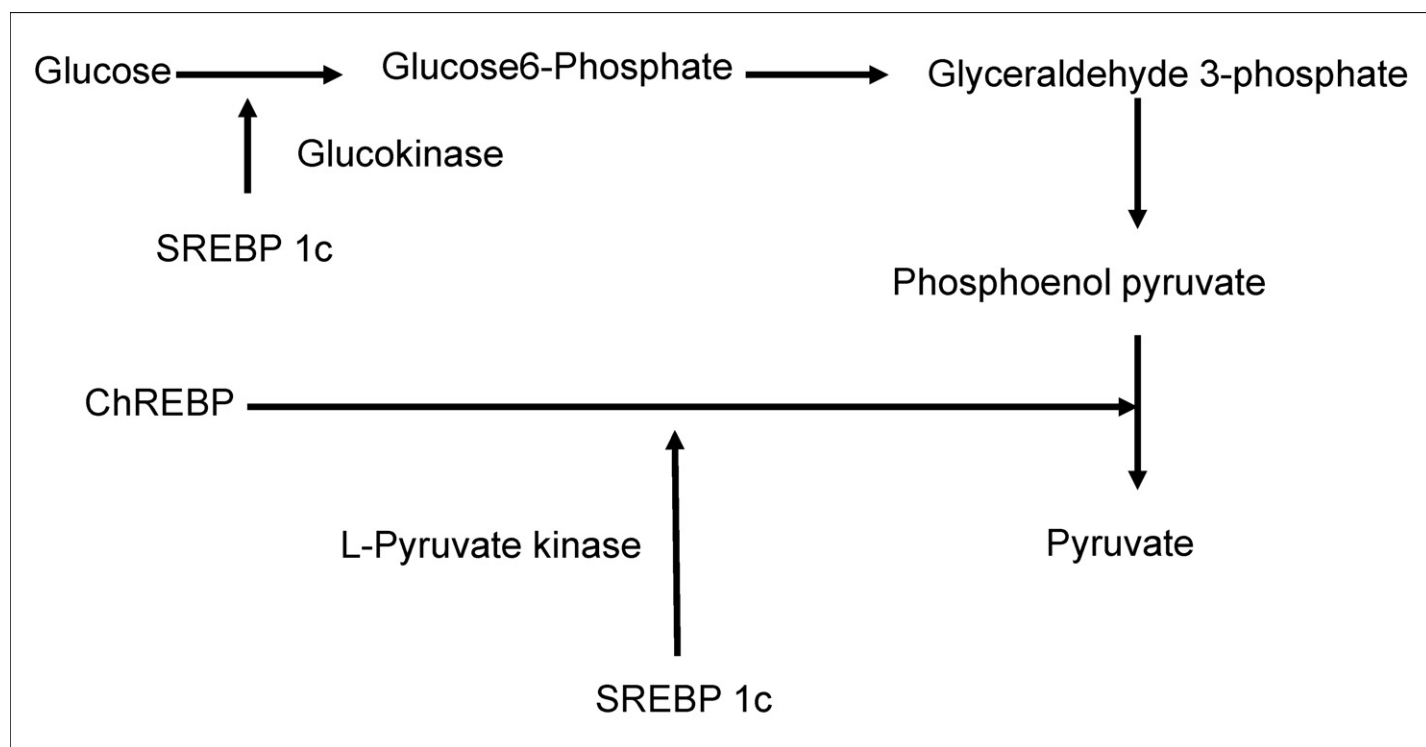 Glucose
Glucose6-Phosphate
Glyceraldehyde 3-phosphate
Glucokinase
SREBP 1c
Phosphoenol pyruvate
ChREBP
L-Pyruvate kinase
Pyruvate
SREBP 1c